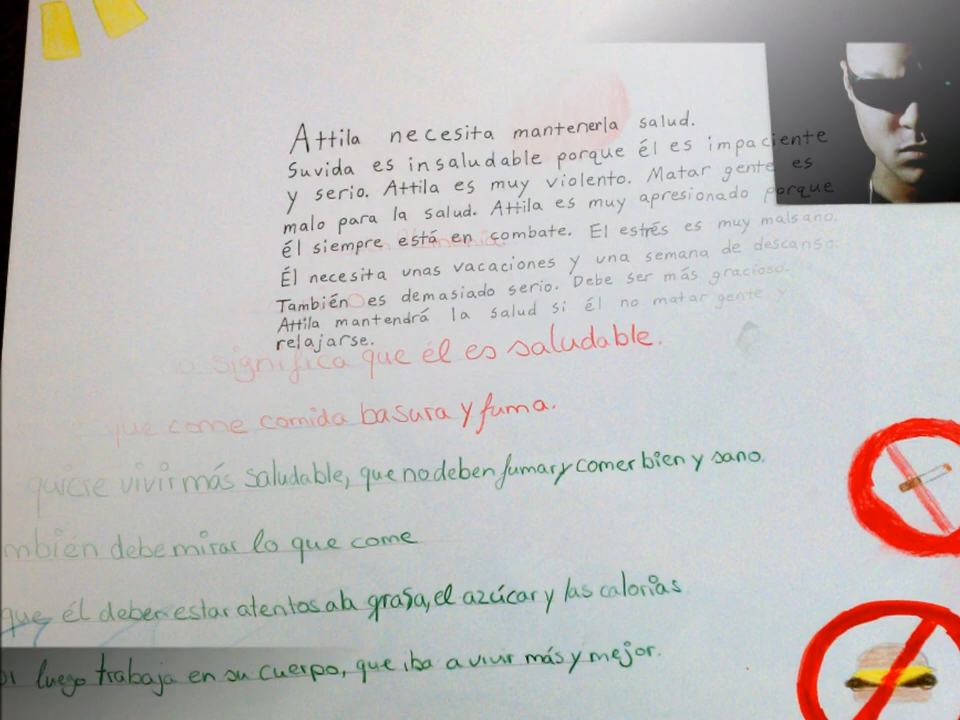 Attila necesita mantenerla salud.
Suvida es insaludable porque él es impaciente
y serio. Attila es muy violento. Matar gente es
malo para la salud. Attila es muy apresionado porque
él siempre está en combate. El estrés es muy malsano.
Él necesita unas vacaciones y una semana de descanso.
También es demasiado serio. Debe ser más gracioso.
Attila mantendrá la salud si él no matar gente y
relajarse.
significa que él es saludable.
que come comida basura y fuma.
quiere vivir más saludable, que no deben fumar y comer bien y sano.
mbién debe mirar lo que come
que él deber estar atentos a la grasa, el azúcar y las calorías
luego trabaja en su cuerpo, que iba a vivir más y mejor.